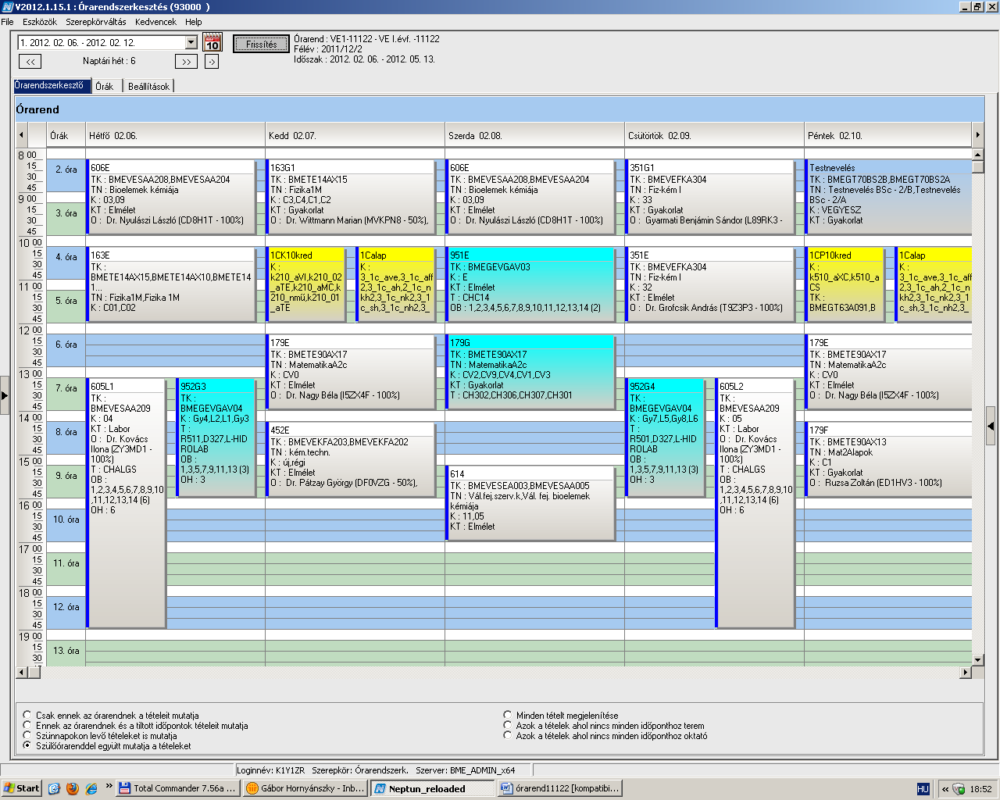 V2012.1.15.1 : Órarendszerkesztés (93000  )
File Eszközök Szerepkörváltás Kedvencek Help
1. 2012. 02. 06. - 2012. 02. 12.
10
Frissítés
Órarend : VE1-11122 - VE I.évf. -11122
Félév : 2011/12/2
Időszak : 2012. 02. 06. - 2012. 05. 13.
<< Naptári hét : 6 >> ->
Órarendszerkesztő Órák Beállítások
Órarend
Órák Hétfő 02.06. Kedd 02.07. Szerda 02.08. Csütörtök 02.09. Péntek 02.10.
8 00
15
30
45
9 00
15
30
45
10 00
15
30
45
11 00
15
30
45
12 00
15
30
45
13 00
15
30
45
14 00
15
30
45
15 00
15
30
45
16 00
15
30
45
17 00
15
30
45
18 00
15
30
45
19 00
15
30
2. óra
3. óra
4. óra
5. óra
6. óra
7. óra
8. óra
9. óra
10. óra
11. óra
12. óra
13. óra
606E
TK : BMEVESAA208,BMEVESAA204
TN : Bioelemek kémiája
K : 03,09
KT : Elmélet
O : Dr. Nyulászi László (CD8H1T - 100%)
163E
TK :
BMETE14AX15,BMETE14AX10,BMETE14
1...
TN : Fizika1M,Fizika 1M
K : C01,C02
605L1
TK :
BMEVESAA209
K : 04
KT : Labor
O : Dr. Kovács
Ilona (ZY3MD1 -
100%)
T : CHALGS
OB :
1,2,3,4,5,6,7,8,9,10
,11,12,13,14 (6)
OH : 6
952G3
TK :
BMEGEVGAV04
K : Gy4,L2,L1,Gy3
T :
R511,D327,L-HID
ROLAB
OB :
1,3,5,7,9,11,13 (3)
OH : 3
163G1
TK : BMETE14AX15
TN : Fizika1M
K : C3,C4,C1,C2
KT : Gyakorlat
O : Dr. Wittmann Marian (MVKPN8 - 50%),
1CK10kred
K :
k210_aVI,k210_02
_aTE,k210_aMC,k
210_nmü,k210_01
_aTE
1Calap
K :
3_1c_ave,3_1c_aff
2,3_1c_ah,2_1c_n
kh2,3_1c_nk2,3_1
c_sh,3_1c_nh2,3_
179E
TK : BMETE90AX17
TN : MatematikaA2c
K : CV0
KT : Elmélet
O : Dr. Nagy Béla (I5ZX4F - 100%)
452E
TK : BMEVEKFA203,BMEVEKFA202
TN : kém.techn.
K : új,régi
KT : Elmélet
O : Dr. Pátzay György (DF0VZG - 50%),
606E
TK : BMEVESAA208,BMEVESAA204
TN : Bioelemek kémiája
K : 03,09
KT : Elmélet
O : Dr. Nyulászi László (CD8H1T - 100%)
951E
TK : BMEGEVGAV03
K : E
KT : Elmélet
T : CHC14
OB : 1,2,3,4,5,6,7,8,9,10,11,12,13,14 (2)
179G
TK : BMETE90AX17
TN : MatematikaA2c
K : CV2,CV9,CV4,CV1,CV3
KT : Gyakorlat
T : CH302,CH306,CH307,CH301
614
TK : BMEVESEA003,BMEVESAA005
TN : Vál.fej.szerv.k,Vál. fej. bioelemek
kémiája
K : 11,05
KT : Elmélet
351G1
TK : BMEVEFKA304
TN : Fiz-kém I
K : 33
KT : Gyakorlat
O : Gyarmati Benjámin Sándor (L89RK3 -
351E
TK : BMEVEFKA304
TN : Fiz-kém I
K : 32
KT : Elmélet
O : Dr. Grofcsik András (T9Z3P3 - 100%)
952G4
TK :
BMEGEVGAV04
K : Gy7,L5,Gy8,L6
T :
R501,D327,L-HID
ROLAB
OB :
1,3,5,7,9,11,13 (3)
OH : 3
605L2
TK :
BMEVESAA209
K : 05
KT : Labor
O : Dr. Kovács
Ilona (ZY3MD1 -
100%)
T : CHALGS
OB :
1,2,3,4,5,6,7,8,9,10
,11,12,13,14 (6)
OH : 6
Testnevelés
TK : BMEGT70BS2B,BMEGT70BS2A
TN : Testnevelés BSc - 2/B,Testnevelés
BSc - 2/A
K : VEGYESZ
KT : Gyakorlat
1CP10kred
K :
k510_aXC,k510_a
CS
TK :
BMEGT63A091,B
1Calap
K :
3_1c_ave,3_1c_aff
2,3_1c_ah,2_1c_n
kh2,3_1c_nk2,3_1
c_sh,3_1c_nh2,3_
179E
TK : BMETE90AX17
TN : MatematikaA2c
K : CV0
KT : Elmélet
O : Dr. Nagy Béla (I5ZX4F - 100%)
179F
TK : BMETE90AX13
TN : Mat2Alapok
K : C1
KT : Gyakorlat
O : Ruzsa Zoltán (ED1HV3 - 100%)
Csak ennek az órarendnek a tételeit mutatja
Ennek az órarendnek és a tiltott időpontok tételeit mutatja
Szünnapokon levő tételeket is mutatja
Szülőórarenddel együtt mutatja a tételeket
Minden tételt megjelenítése
Azok a tételek ahol nincs minden időponthoz terem
Azok a tételek ahol nincs minden időponthoz oktató
Loginnév: K1Y1ZR Szerepkör: Órarendszerk. Szerver: BME_ADMIN_x64
Start » Total Commander 7.56a ... Gábor Hornyánszky - Inb... Neptun_reloaded órarend11122 [kompatibi... HU « 18:52